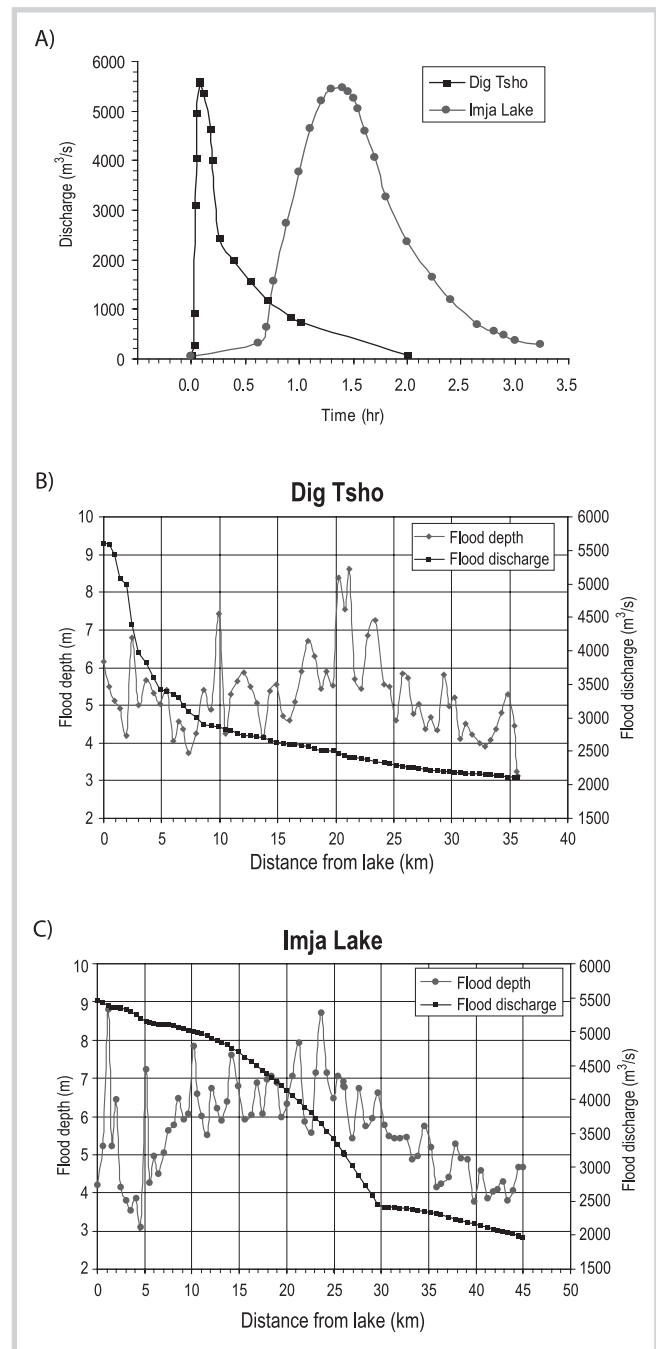 A)
6000
5000
4000
3000
2000
1000
0
Discharge (m³/s)
Dig Tsho
Imja Lake
0.0 0.5 1.0 1.5 2.0 2.5 3.0 3.5
Time (hr)
B)
Dig Tsho
10
9
8
7
6
5
4
3
2
Flood depth (m)
Flood depth
Flood discharge
6000
5500
5000
4500
4000
3500
3000
2500
2000
1500
Flood discharge (m³/s)
0 5 10 15 20 25 30 35 40
Distance from lake (km)
C)
Imja Lake
10
9
8
7
6
5
4
3
2
Flood depth (m)
Flood depth
Flood discharge
6000
5500
5000
4500
4000
3500
3000
2500
2000
1500
Flood discharge (m³/s)
0 5 10 15 20 25 30 35 40 45 50
Distance from lake (km)